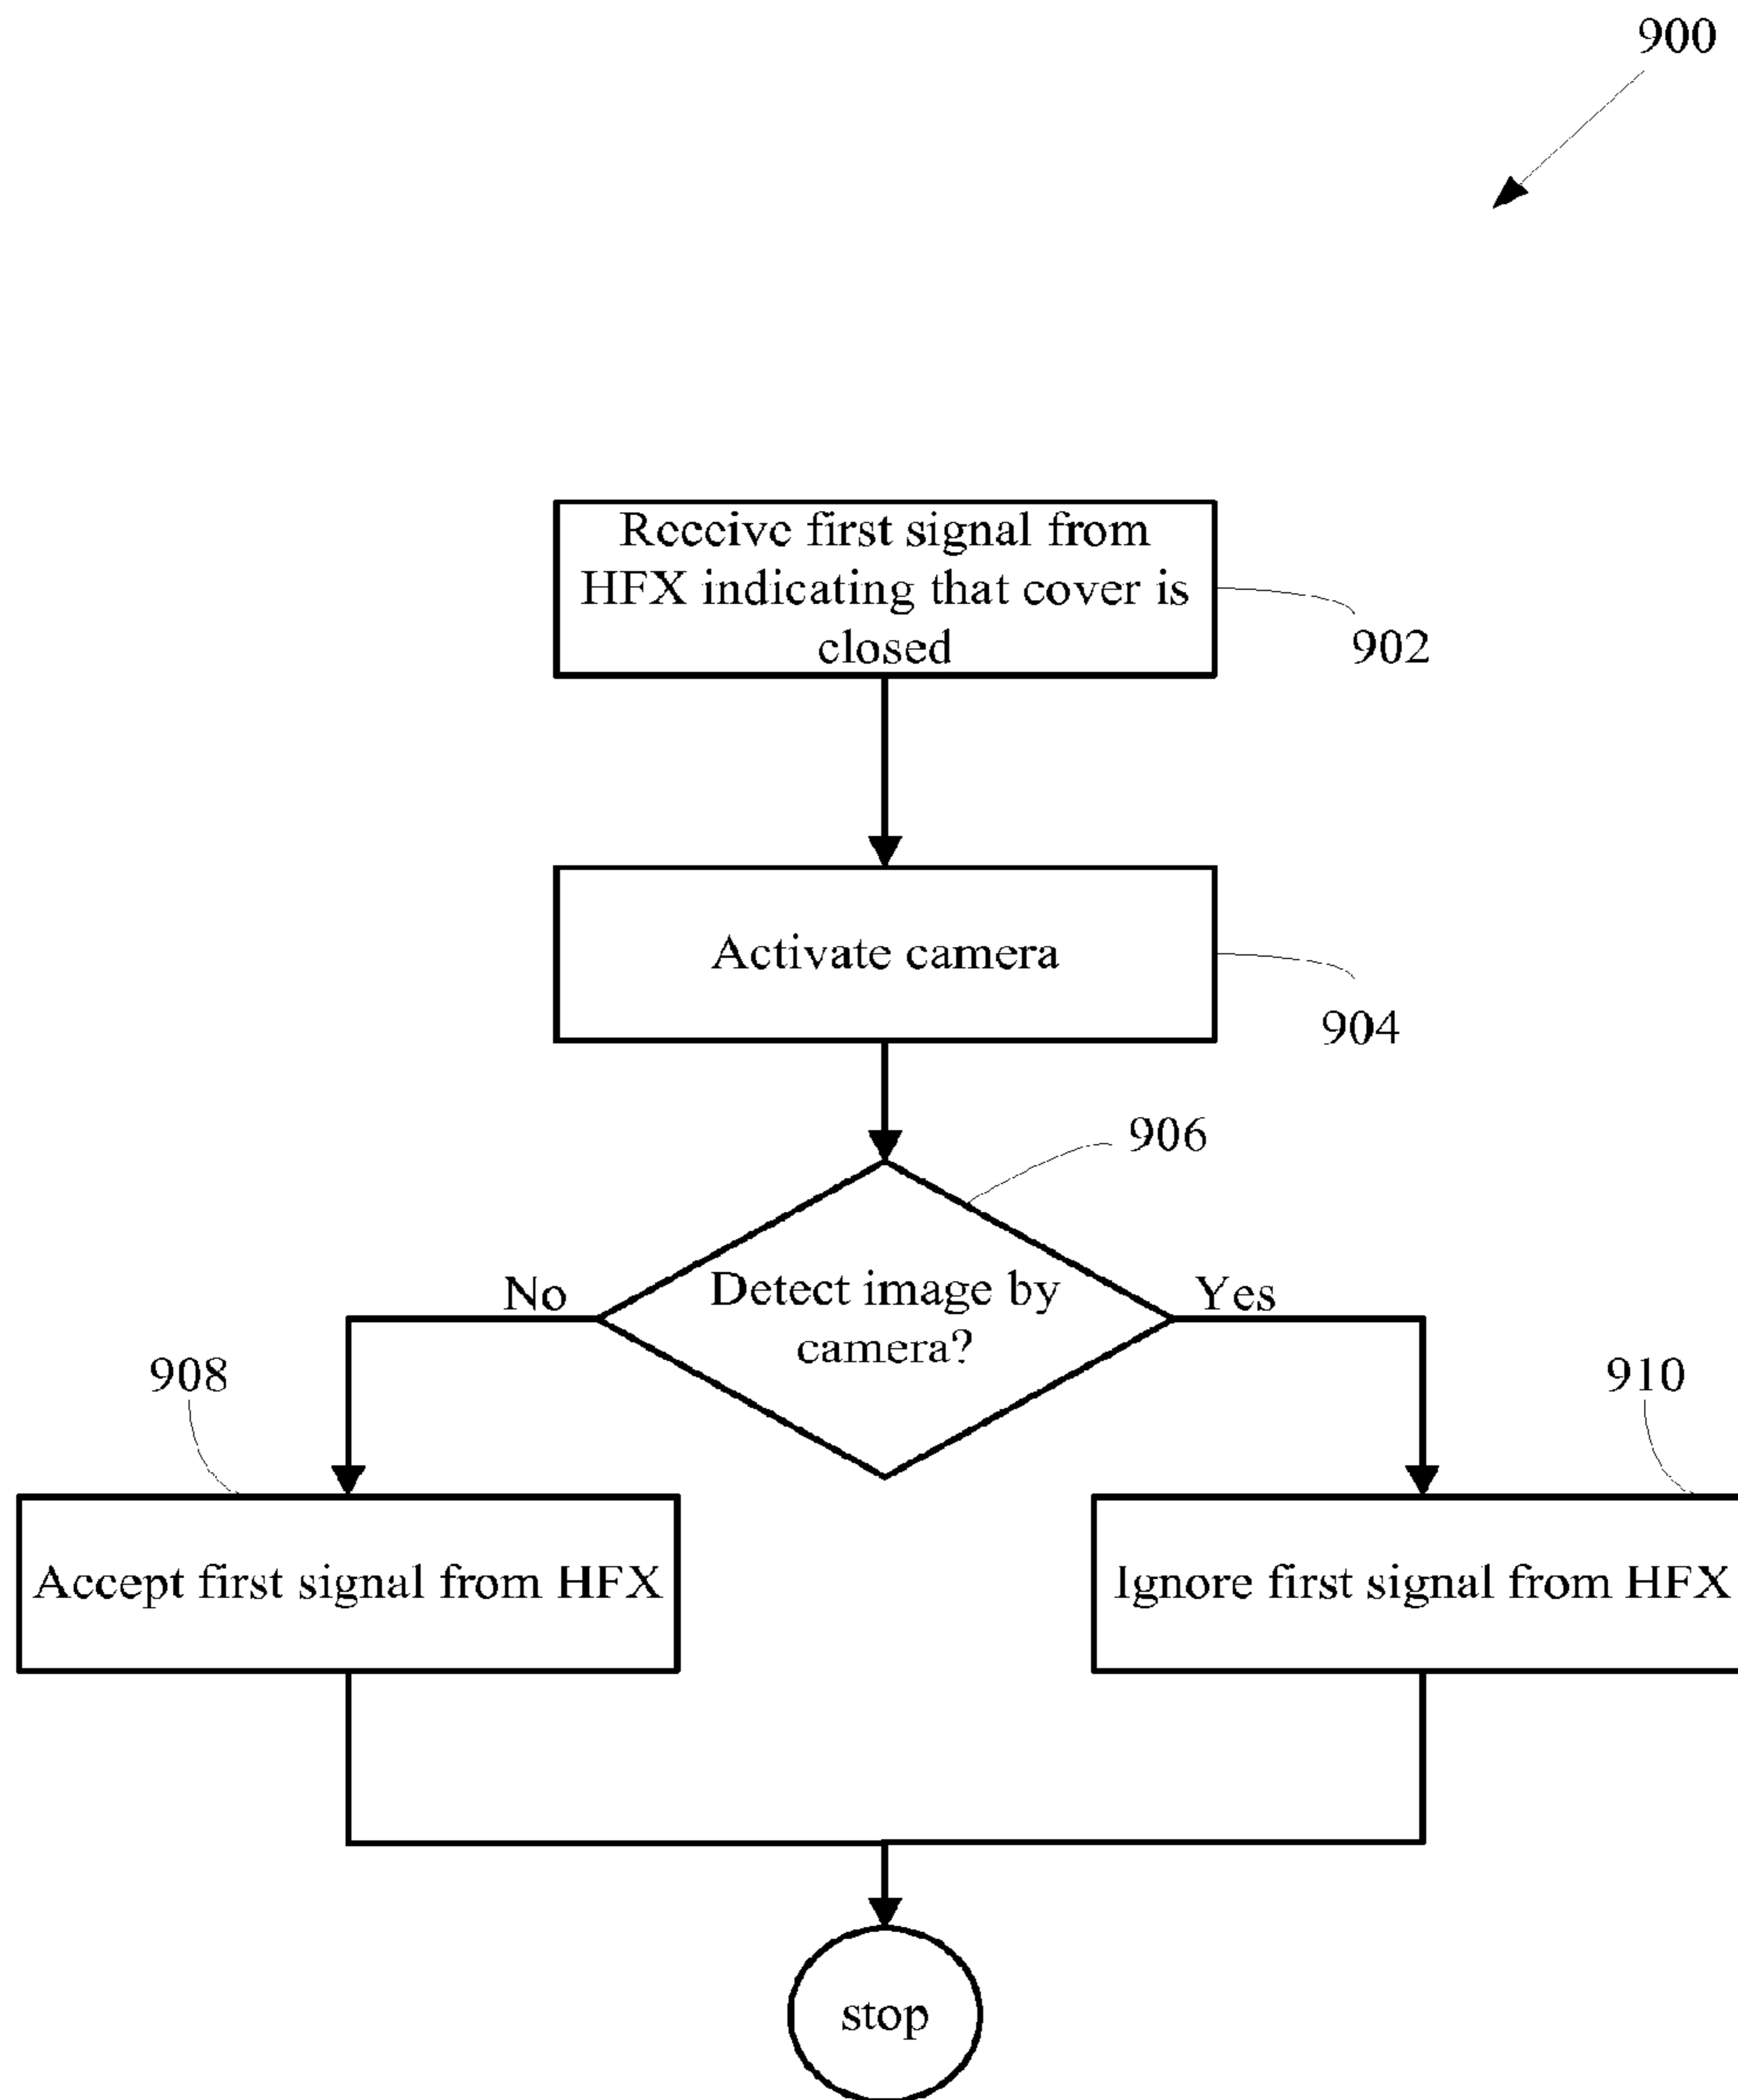 900
Receive first signal from
HFX indicating that cover is
closed
902
Activate camera
904
906
Detect image by
camera?
No
Yes
908
910
Accept first signal from HFX
Ignore first signal from HFX
stop